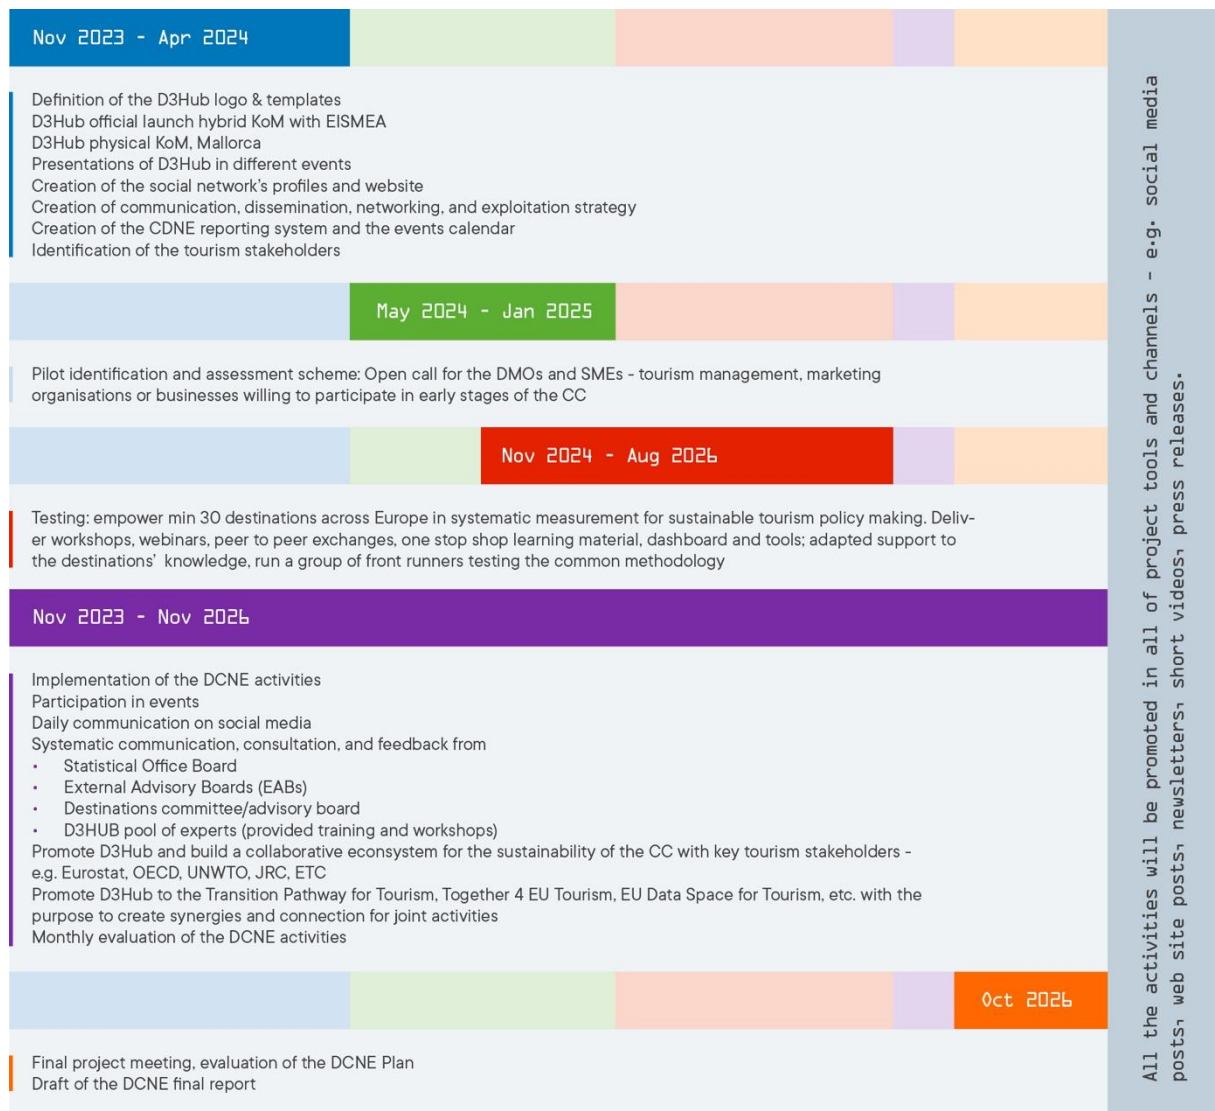 Nov 2023 - Apr 2024
Definition of the D3Hub logo & templates
D3Hub official launch hybrid KoM with EISMEA
D3Hub physical KoM, Mallorca
Presentations of D3Hub in different events
Creation of the social network's profiles and website
Creation of communication, dissemination, networking, and exploitation strategy
Creation of the CDNE reporting system and the events calendar
Identification of the tourism stakeholders
May 2024 - Jan 2025
Pilot identification and assessment scheme: Open call for the DMOs and SMEs - tourism management, marketing
organisations or businesses willing to participate in early stages of the CC
Nov 2024 - Aug 2026
Testing: empower min 30 destinations across Europe in systematic measurement for sustainable tourism policy making. Deliv-
er workshops, webinars, peer to peer exchanges, one stop shop learning material, dashboard and tools; adapted support to
the destinations' knowledge, run a group of front runners testing the common methodology
Nov 2023 - Nov 2026
Implementation of the DCNE activities
Participation in events
Daily communication on social media
Systematic communication, consultation, and feedback from
• Statistical Office Board
• External Advisory Boards (EABs)
• Destinations committee/advisory board
• D3HUB pool of experts (provided training and workshops)
Promote D3Hub and build a collaborative econsystem for the sustainability of the CC with key tourism stakeholders -
e.g. Eurostat, OECD, UNWTO, JRC, ETC
Promote D3Hub to the Transition Pathway for Tourism, Together 4 EU Tourism, EU Data Space for Tourism, etc. with the
purpose to create synergies and connection for joint activities
Monthly evaluation of the DCNE activities
Oct 2026
Final project meeting, evaluation of the DCNE Plan
Draft of the DCNE final report
All the activities will be promoted in all of project tools and channels - e.g. social media
posts, web site posts, newsletters, short videos, press releases.